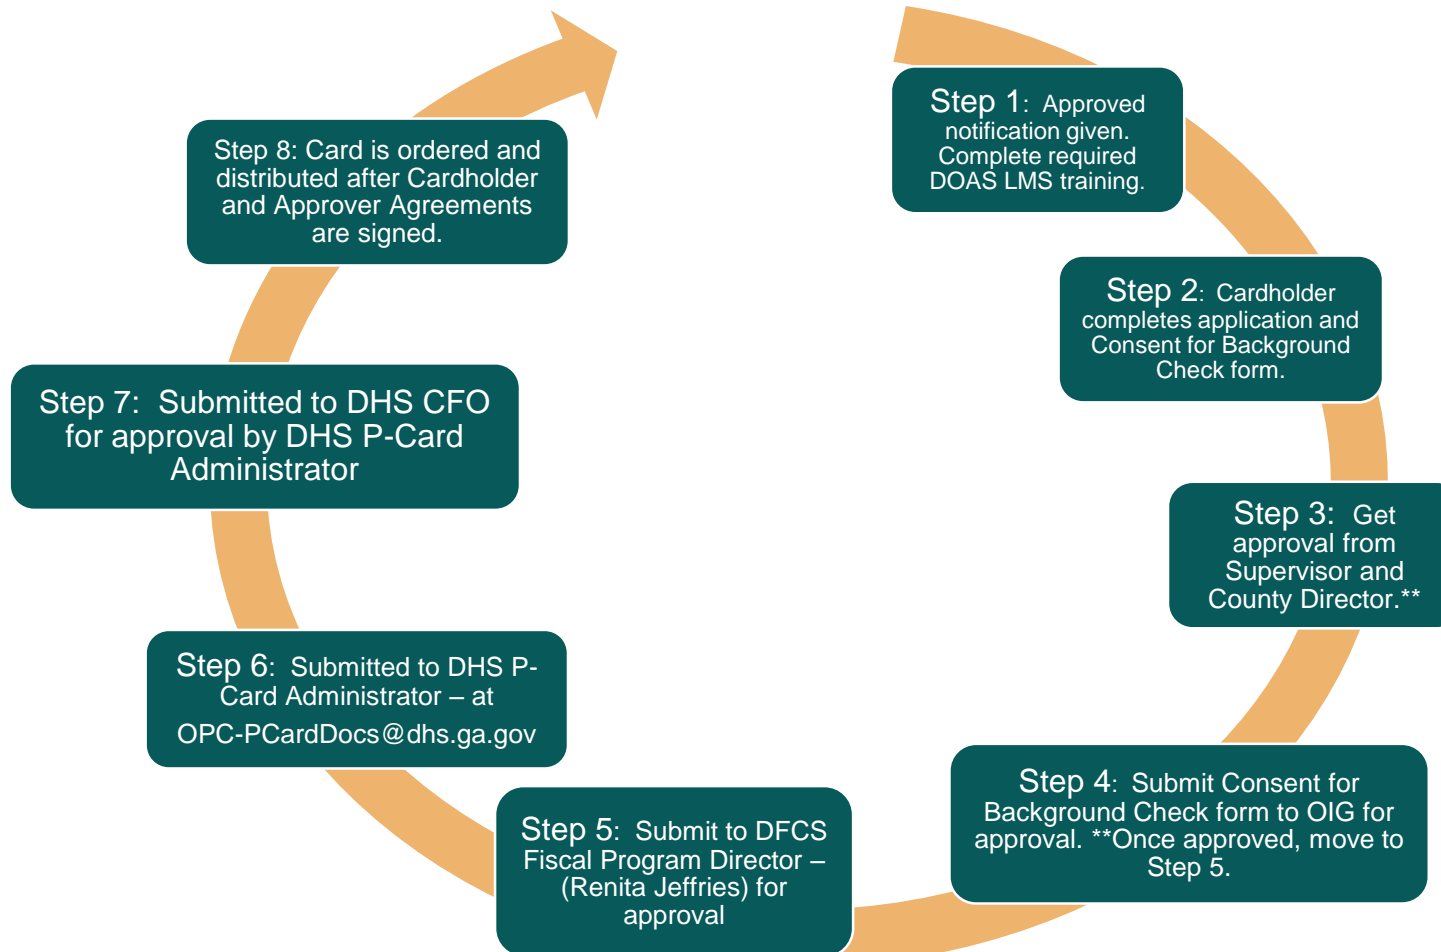 Step 1: Approved
notification given.
Complete required
DOAS LMS training.
Step 2: Cardholder
completes application and
Consent for Background
Check form.
Step 3: Get
approval from
Supervisor and
County Director.**
Step 4: Submit Consent for
Background Check form to OIG for
approval. **Once approved, move to
Step 5.
Step 5: Submit to DFCS
Fiscal Program Director –
(Renita Jeffries) for
approval
Step 6: Submitted to DHS P-
Card Administrator – at
OPC-PCardDocs@dhs.ga.gov
Step 7: Submitted to DHS CFO
for approval by DHS P-Card
Administrator
Step 8: Card is ordered and
distributed after Cardholder
and Approver Agreements
are signed.